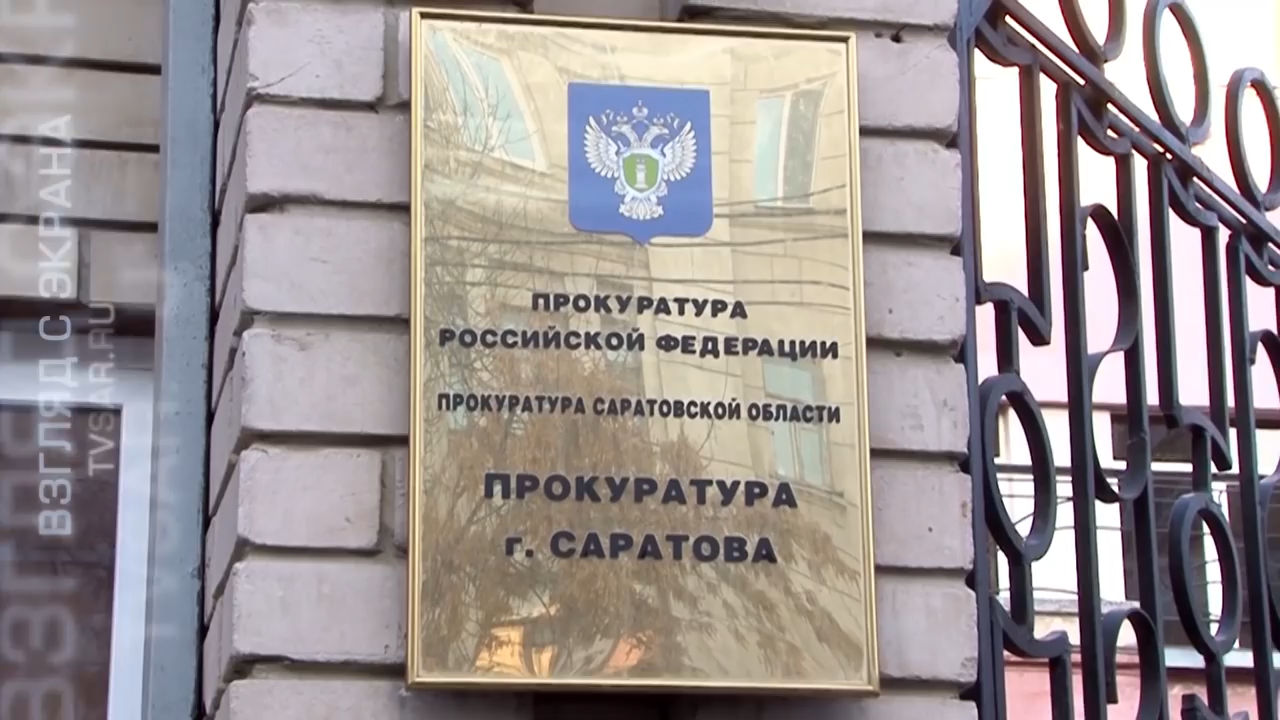 ПРОКУРАТУРА
РОССИЙСКОЙ ФЕДЕРАЦИИ
ПРОКУРАТУРА САРАТОВСКОЙ ОБЛАСТИ
ПРОКУРАТУРА
г. САРАТОВА
ВЗГЛЯД С ЭКРАНА
TVSAR.RU